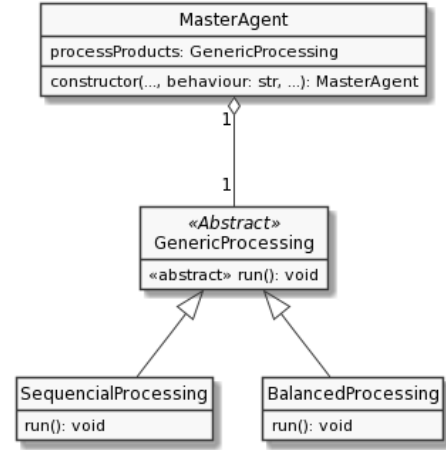 MasterAgent
processProducts: GenericProcessing
constructor(..., behaviour: str, ...): MasterAgent
1
1
«Abstract»
GenericProcessing
«abstract» run(): void
SequencialProcessing
run(): void
BalancedProcessing
run(): void